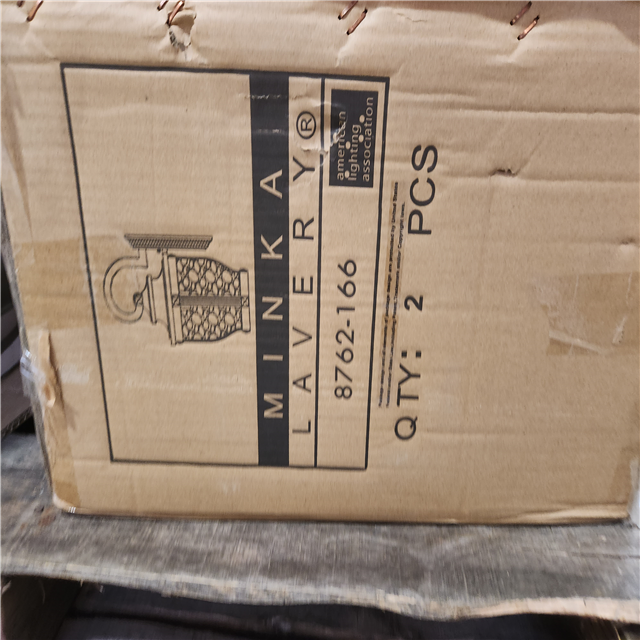 MINKA
LAVERY®
8762-166
american
lighting
association
QTY: 2 PCS